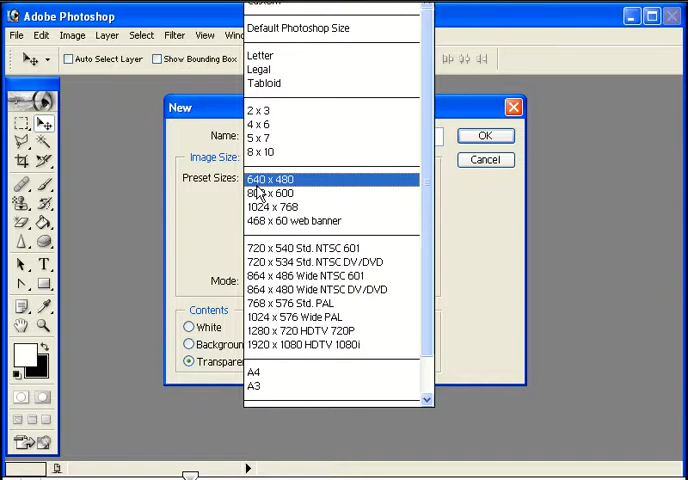 Adobe Photoshop
File Edit Image Layer Select Filter View
Auto Select Layer Show Bounding Box
Custom
Default Photoshop Size
Letter
Legal
Tabloid
2 x 3
4 x 6
5 x 7
8 x 10
640 x 480
x 600
1024 x 768
468 x 60 web banner
720 x 540 Std. NTSC 601
720 x 534 Std. NTSC DV/DVD
864 x 486 Wide NTSC 601
864 x 480 Wide NTSC DV/DVD
768 x 576 Std. PAL
1024 x 576 Wide PAL
1280 x 720 HDTV 720P
1920 x 1080 HDTV 1080i
A4
A3
New
Name:
OK
Image Size:
Cancel
Preset Sizes:
Mode:
Contents
White
Backgroun
Transpare
T